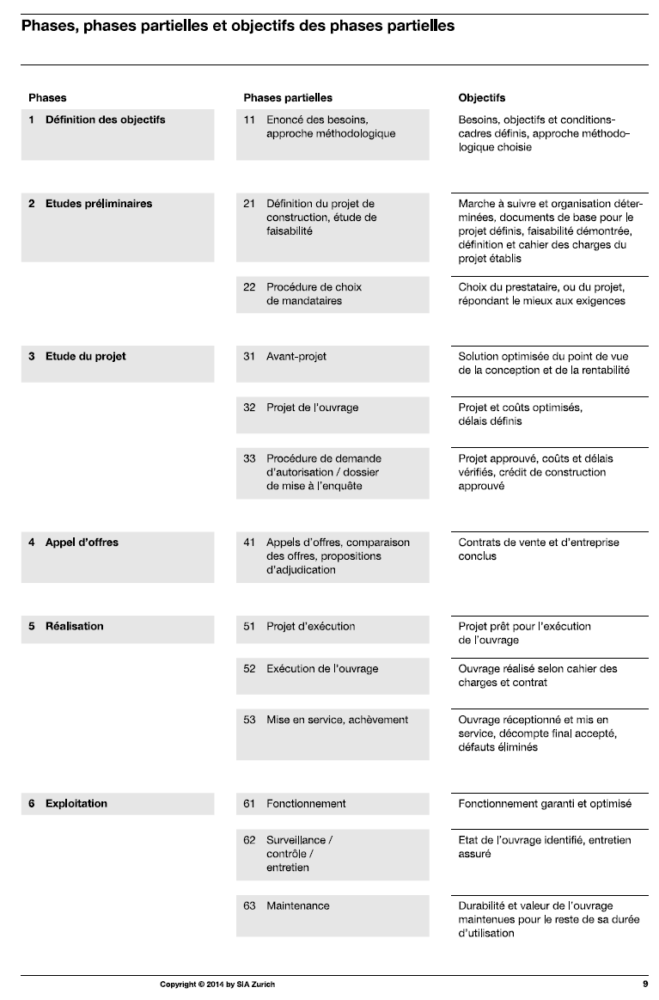 Phases, phases partielles et objectifs des phases partielles
Phases Phases partielles Objectifs
1 Définition des objectifs
11 Enoncé des besoins,
approche méthodologique
Besoins, objectifs et conditions-
cadres définis, approche méthodo-
logique choisie
2 Etudes préliminaires
21 Définition du projet de
construction, étude de
faisabilité
Marche à suivre et organisation déter-
minées, documents de base pour le
projet définis, faisabilité démontrée,
définition et cahier des charges du
projet établis
22 Procédure de choix
de mandataires
Choix du prestataire, ou du projet,
répondant le mieux aux exigences
3 Etude du projet
31 Avant-projet
Solution optimisée du point de vue
de la conception et de la rentabilité
32 Projet de l'ouvrage
Projet et coûts optimisés,
délais définis
33 Procédure de demande
d'autorisation / dossier
de mise à l'enquête
Projet approuvé, coûts et délais
vérifiés, crédit de construction
approuvé
4 Appel d'offres
41 Appels d'offres, comparaison
des offres, propositions
d'adjudication
Contrats de vente et d'entreprise
conclus
5 Réalisation
51 Projet d'exécution
Projet prêt pour l'exécution
de l'ouvrage
52 Exécution de l'ouvrage
Ouvrage réalisé selon cahier des
charges et contrat
53 Mise en service, achèvement
Ouvrage réceptionné et mis en
service, décompte final accepté,
défauts éliminés
6 Exploitation
61 Fonctionnement
Fonctionnement garanti et optimisé
62 Surveillance /
contrôle /
entretien
Etat de l'ouvrage identifié, entretien
assuré
63 Maintenance
Durabilité et valeur de l'ouvrage
maintenues pour le reste de sa durée
d'utilisation
Copyright © 2014 by SIA Zurich 9